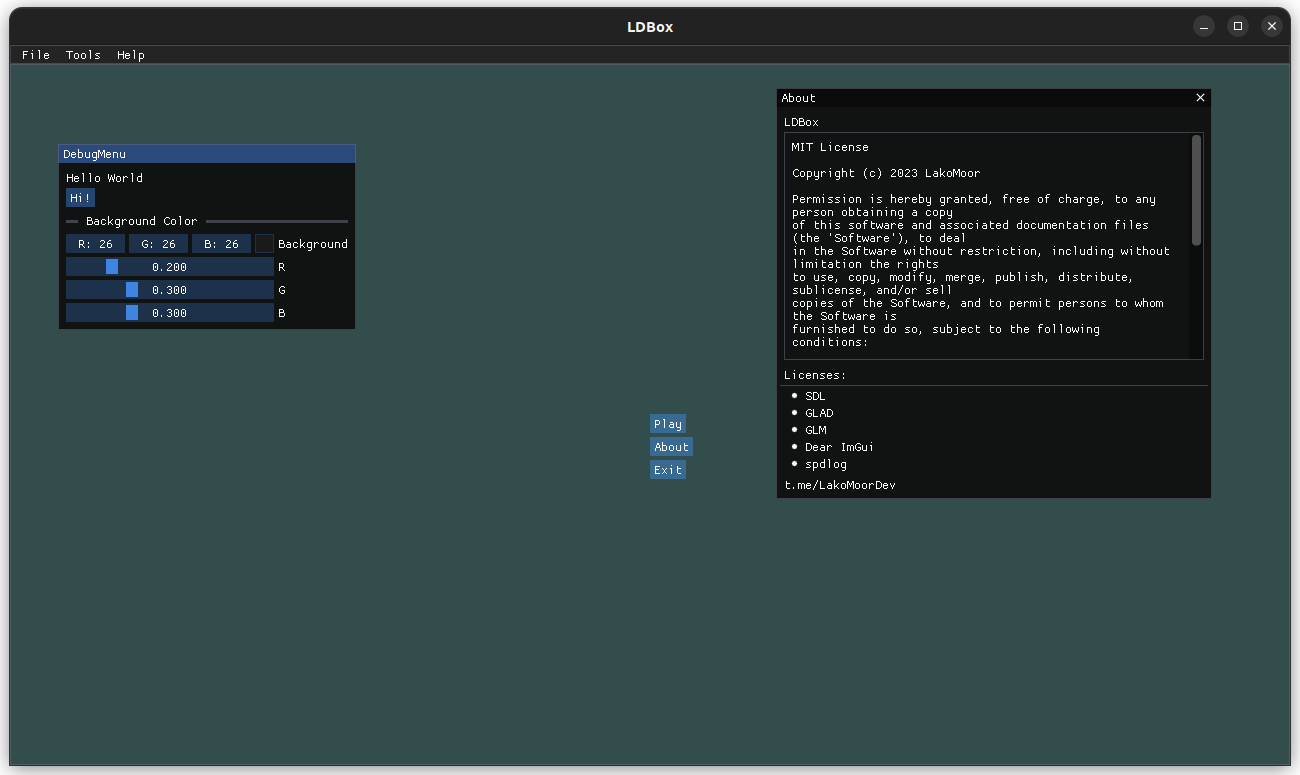 LDBox
File Tools Help
DebugMenu
Hello World
Hi!
Background Color
R: 26 G: 26 B: 26 Background
0.200 R
0.300 G
0.300 B
Play
About
Exit
About
LDBox
MIT License
Copyright (c) 2023 LakoMoor
Permission is hereby granted, free of charge, to any
person obtaining a copy
of this software and associated documentation files
(the 'Software'), to deal
in the Software without restriction, including without
limitation the rights
to use, copy, modify, merge, publish, distribute,
sublicense, and/or sell
copies of the Software, and to permit persons to whom
the Software is
furnished to do so, subject to the following
conditions:
Licenses:
SDL
GLAD
GLM
Dear ImGui
spdlog
t.me/LakoMoorDev